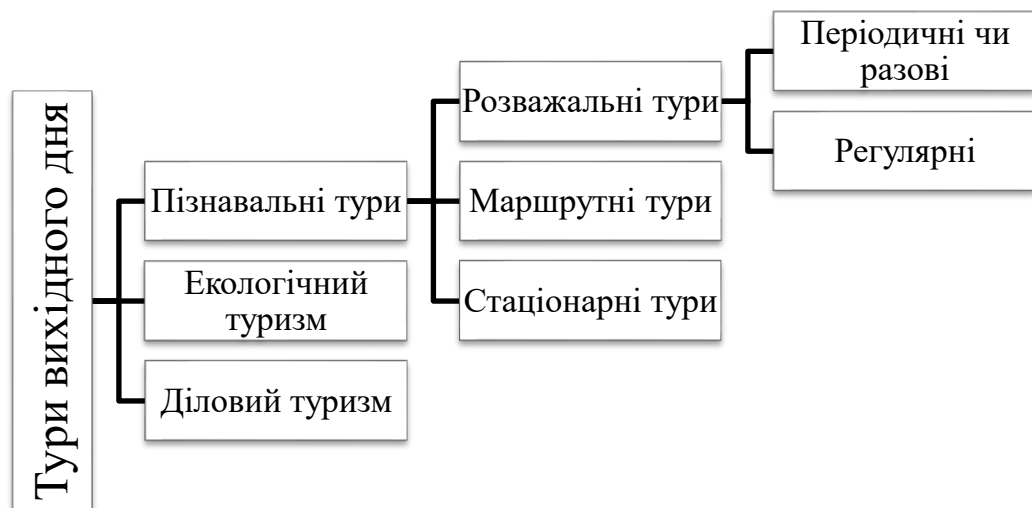 Тури вихідного дня
Пізнавальні тури
Екологічний
туризм
Діловий туризм
Розважальні тури
Маршрутні тури
Стаціонарні тури
Періодичні чи
разові
Регулярні